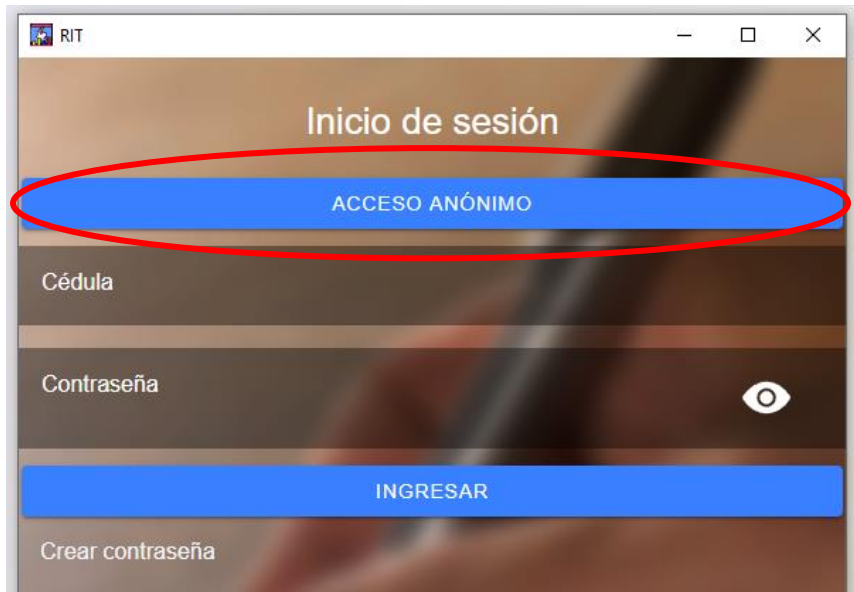 RIT
Inicio de sesión
ACCESO ANÓNIMO
Cédula
Contraseña
INGRESAR
Crear contraseña